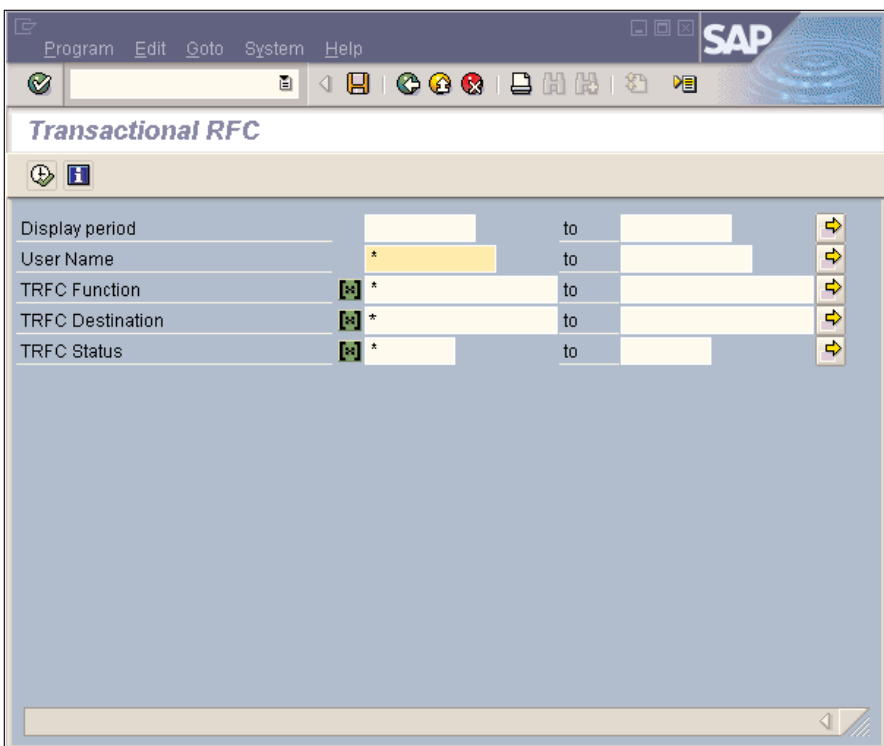 Program Edit Goto System Help
SAP
Transactional RFC
Display period to
User Name * to
TRFC Function * to
TRFC Destination * to
TRFC Status * to